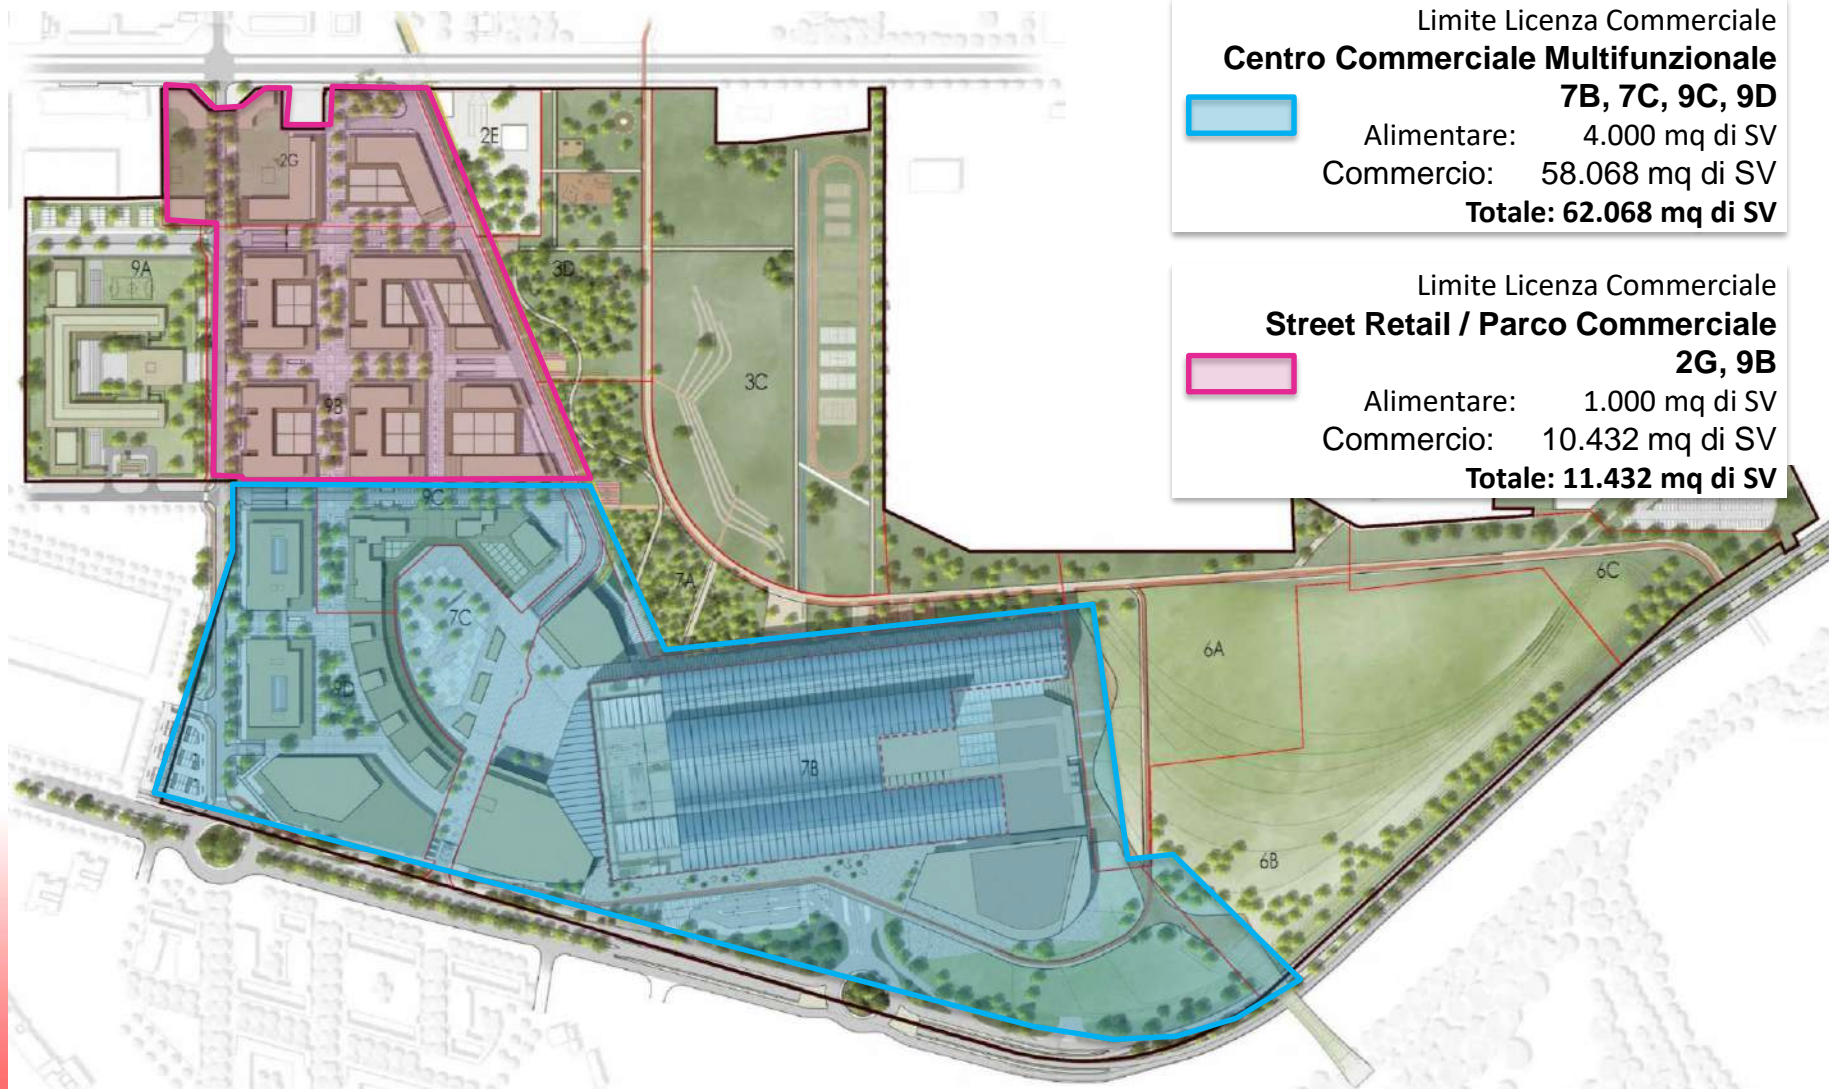 Limite Licenza Commerciale
Centro Commerciale Multifunzionale
7B, 7C, 9C, 9D
Alimentare: 4.000 mq di SV
Commercio: 58.068 mq di SV
Totale: 62.068 mq di SV
Limite Licenza Commerciale
Street Retail / Parco Commerciale
2G, 9B
Alimentare: 1.000 mq di SV
Commercio: 10.432 mq di SV
Totale: 11.432 mq di SV
2E
2G
9A
3D
3C
9B
9C
7A
6C
7C
6A
9D
7B
6B